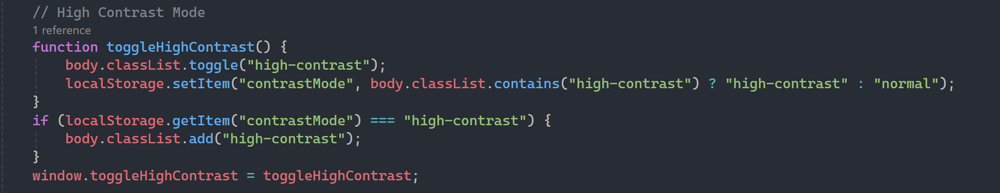 // High Contrast Mode
1 reference
function toggleHighContrast() {
    body.classList.toggle("high-contrast");
    localStorage.setItem("contrastMode", body.classList.contains("high-contrast") ? "high-contrast" : "normal");
}
if (localStorage.getItem("contrastMode") === "high-contrast") {
    body.classList.add("high-contrast");
}
window.toggleHighContrast = toggleHighContrast;